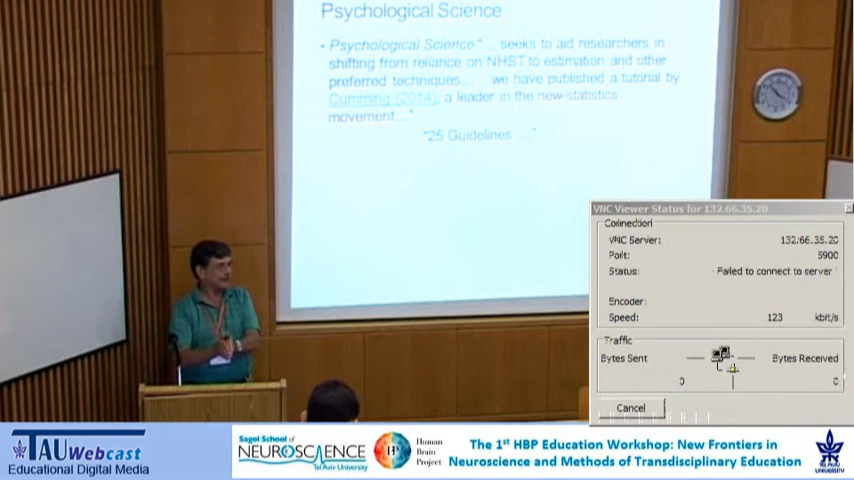 Psychological Science
• Psychological Science " .. seeks to aid researchers in
shifting from reliance on NHST to estimation and other
preferred techniques... we have published a tutorial by
Cumming (2014), a leader in the new-statistics
movement..."
"25 Guidelines ..."
VNC Viewer Status for 132.66.35.20
Connection
VNC Server: 132.66.35.20
Port: 5900
Status: Failed to connect to server
Encoder:
Speed: 123 kbit/s
Traffic
Bytes Sent Bytes Received
0 0
Cancel
TAU Webcast
Educational Digital Media
Sagol School of
NEUROSCIENCE
Tel Aviv University
HBP
Human
Brain
Project
The 1st HBP Education Workshop: New Frontiers in
Neuroscience and Methods of Transdisciplinary Education
TEL AVIV
UNIVERSITY